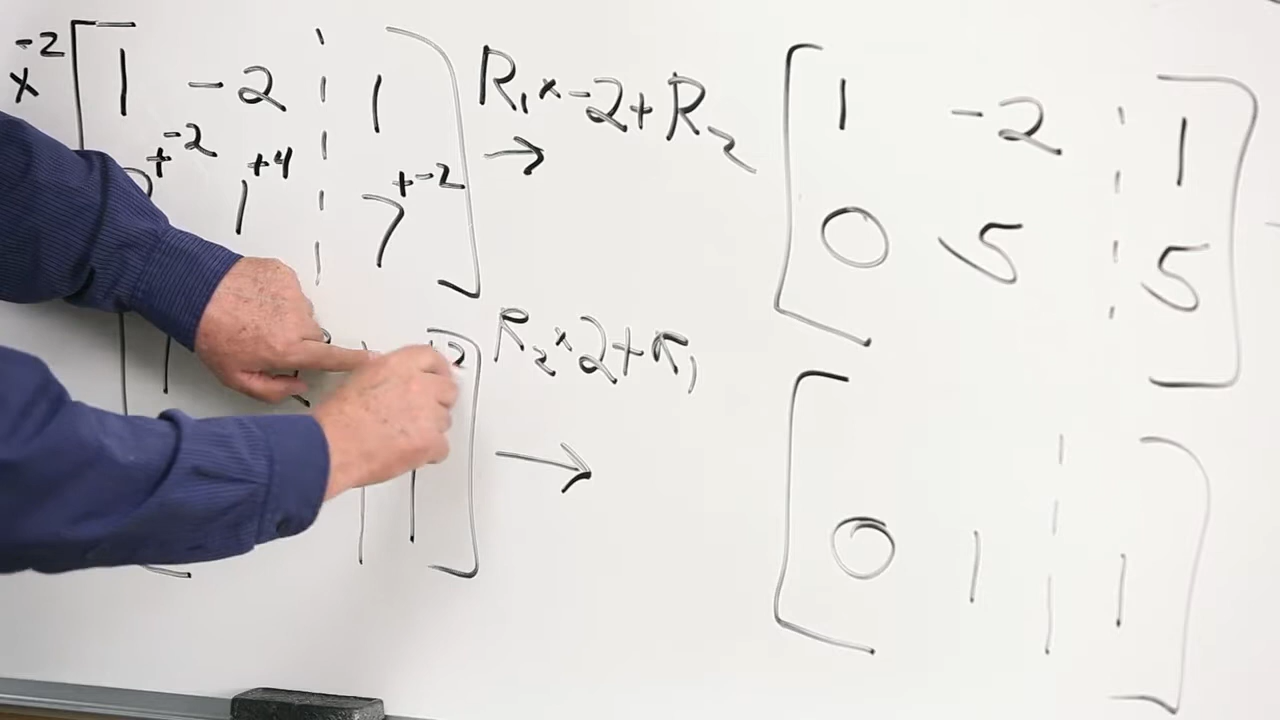 x -2 1 -2 1 R₁ x -2 + R₂ → 1 -2 1
+ -2 1 +4 7 + -2 0 5 5
R₂ x 2 + R₁
→ 0 1 1